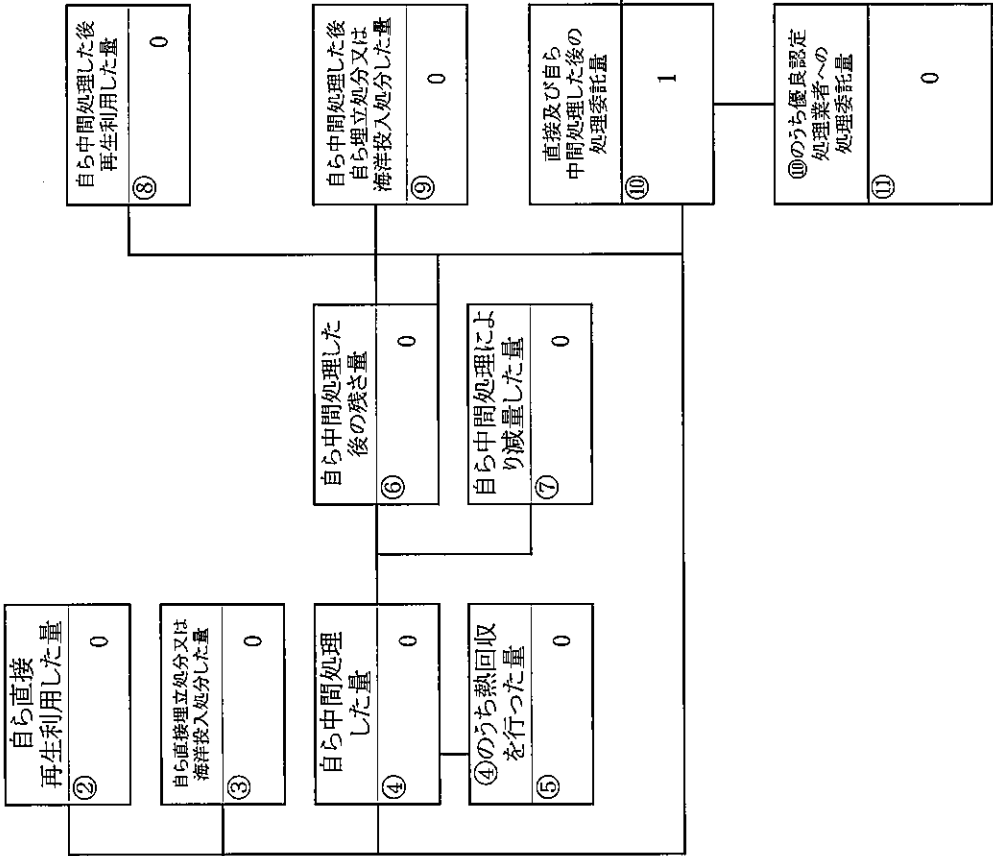 自ら直接
再生利用した量
②
0
自ら直接埋立処分又は
海洋投入処分した量
③
0
自ら中間処理
した量
④
0
④のうち熱回収
を行った量
⑤
0
自ら中間処理した
後の残さ量
⑥
0
自ら中間処理によ
り減量した量
⑦
0
自ら中間処理した後
再生利用した量
⑧
0
自ら中間処理した後
自ら埋立処分又は
海洋投入処分した量
⑨
0
直接及び自ら
中間処理した後の
処理委託量
⑩
1
⑩のうち優良認定
処理業者への
処理委託量
⑪
0